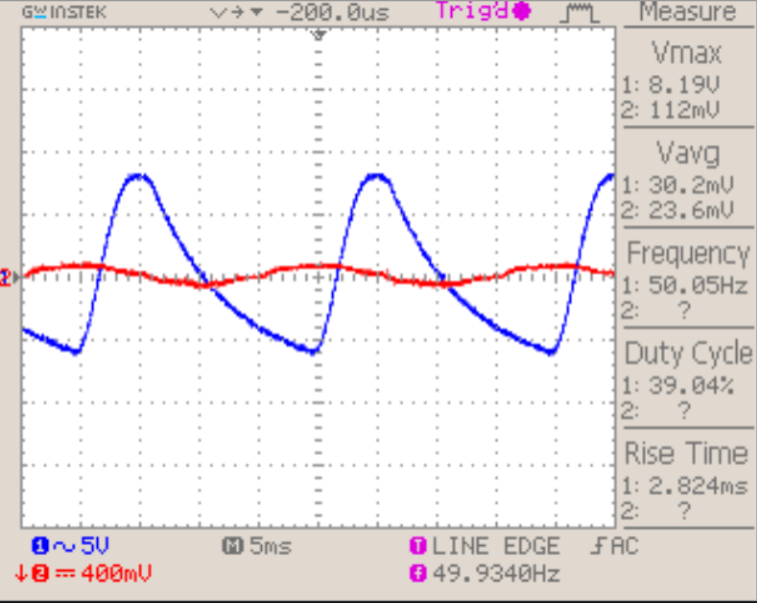 GW INSTEK -200.0us Trig'd Measure
Vmax
1: 8.19V
2: 112mV
Vavg
1: 30.2mV
2: 23.6mV
Frequency
1: 50.05Hz
2: ?
Duty Cycle
1: 39.04%
2: ?
Rise Time
1: 2.824ms
2: ?
2
1 ~ 5V M 5ms T LINE EDGE AC
2 400mV f 49.9340Hz